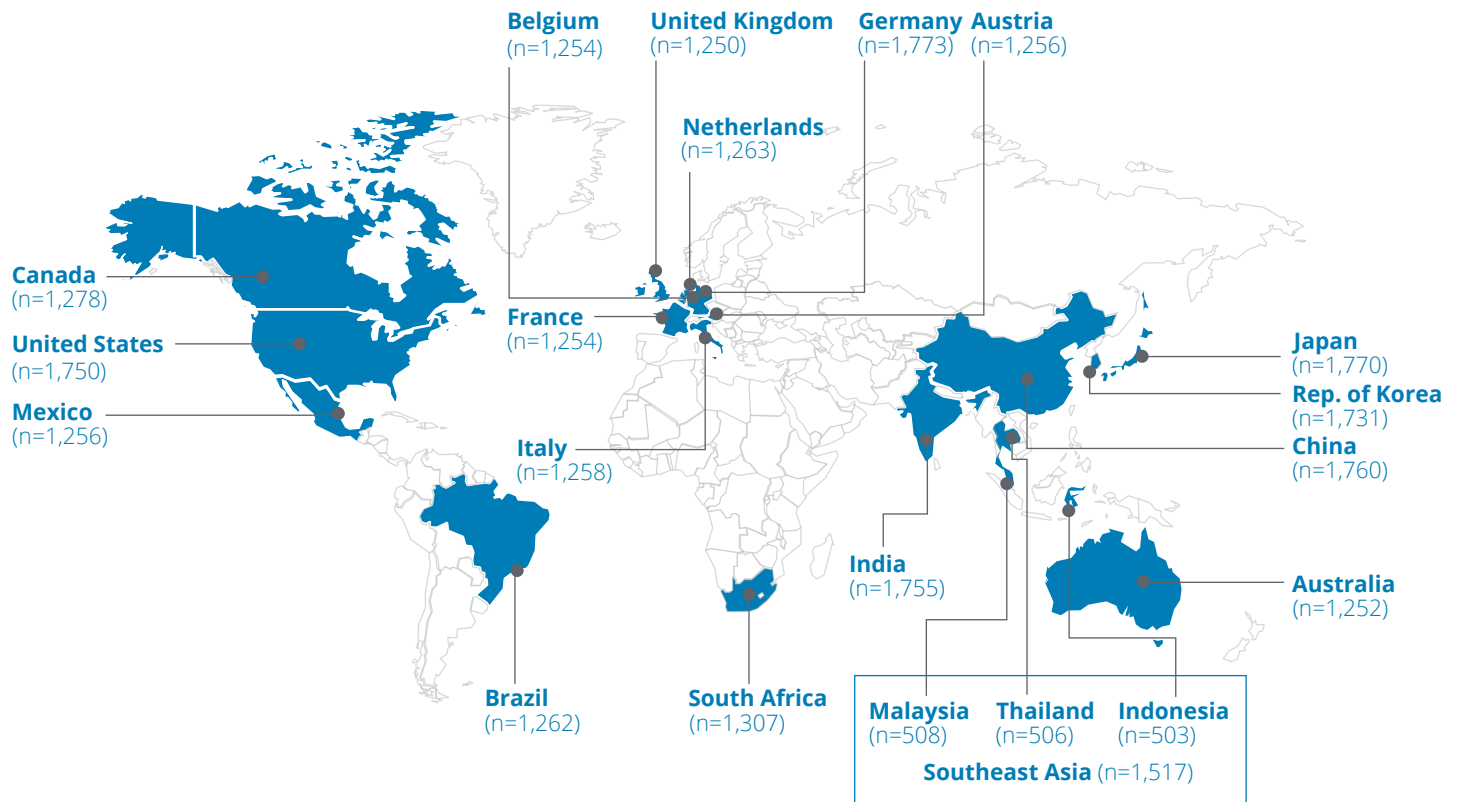 Belgium
(n=1,254)
United Kingdom
(n=1,250)
Germany
(n=1,773)
Austria
(n=1,256)
Netherlands
(n=1,263)
Canada
(n=1,278)
United States
(n=1,750)
Mexico
(n=1,256)
France
(n=1,254)
Italy
(n=1,258)
Japan
(n=1,770)
Rep. of Korea
(n=1,731)
China
(n=1,760)
India
(n=1,755)
Australia
(n=1,252)
Brazil
(n=1,262)
South Africa
(n=1,307)
Malaysia
(n=508)
Thailand
(n=506)
Indonesia
(n=503)
Southeast Asia (n=1,517)